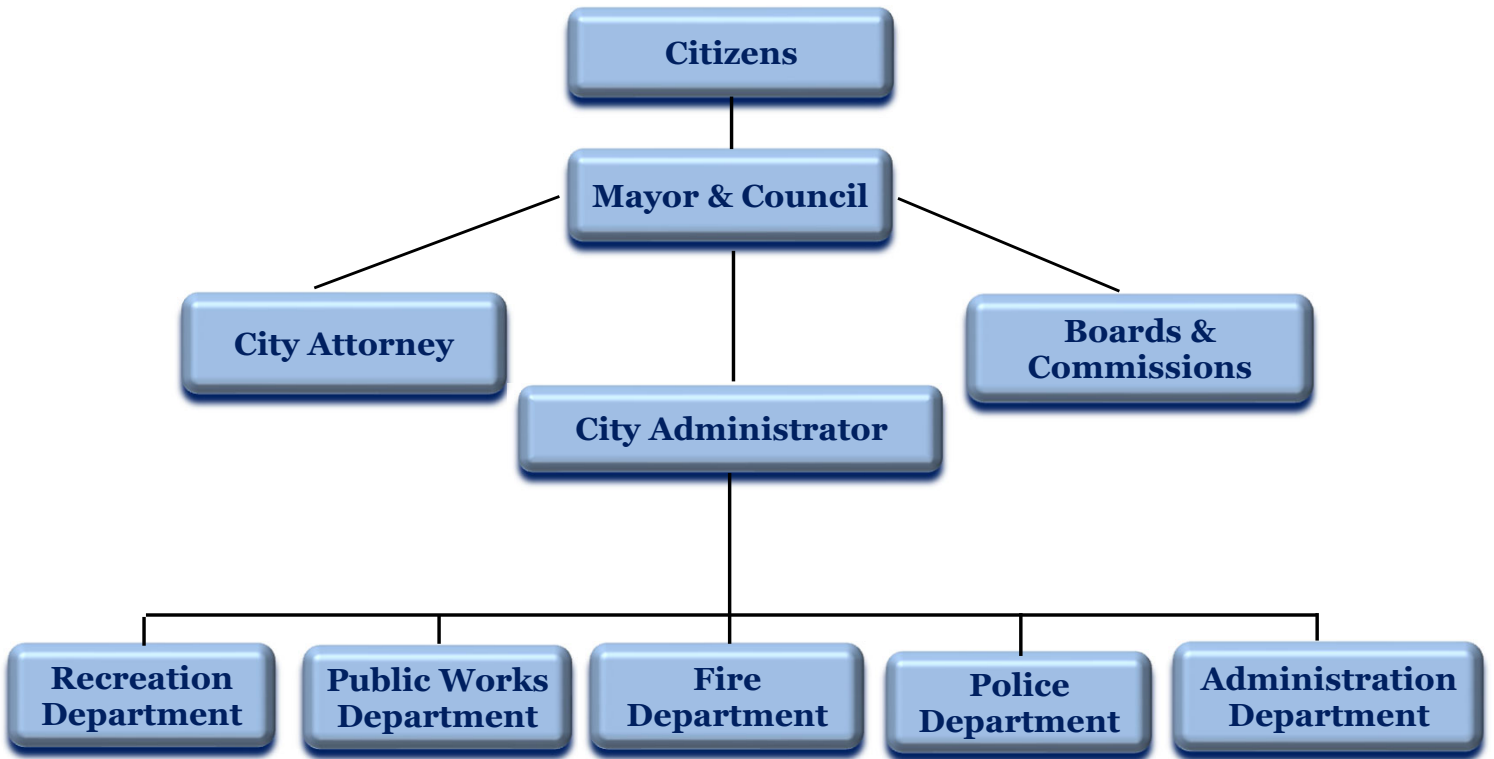 Citizens
Mayor & Council
City Attorney
Boards &
Commissions
City Administrator
Recreation
Department
Public Works
Department
Fire
Department
Police
Department
Administration
Department